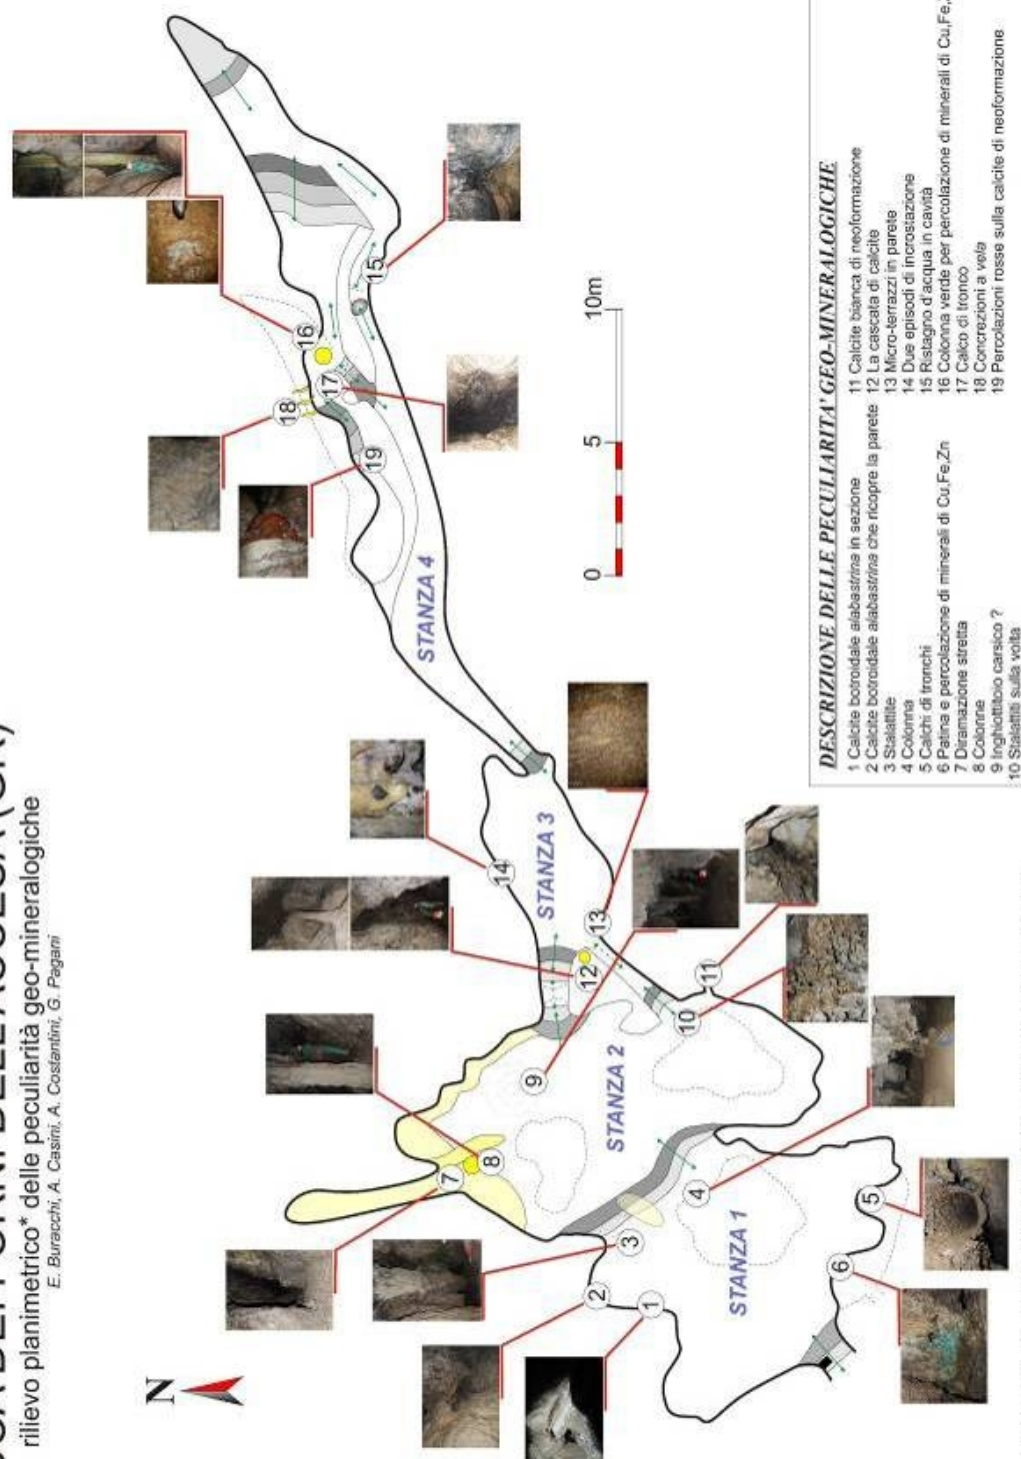 rilievo planimetrico* delle peculiarità geo-mineralogiche
E. Buracchi, A. Casini, A. Costantini, G. Pagani
N
STANZA 1
STANZA 2
STANZA 3
STANZA 4
1
2
3
4
5
6
7
8
9
10
11
12
13
14
15
16
17
18
19
0 5 10m
DESCRIZIONE DELLE PECULIARITA' GEO-MINERALOGICHE
1 Calcite botroidale alabastrina in sezione
2 Calcite botroidale alabastrina che ricopre la parete
3 Stalattite
4 Colonna
5 Calchi di tronchi
6 Patina e percolazione di minerali di Cu,Fe,Zn
7 Diramazione stretta
8 Colonne
9 Inghiottitoio carsico ?
10 Stalattiti sulla volta
11 Calcite bianca di neoformazione
12 La cascata di calcite
13 Micro-terrazzi in parete
14 Due episodi di incrostazione
15 Ristagno d'acqua in cavità
16 Colonna verde per percolazione di minerali di Cu,Fe,
17 Calco di tronco
18 Concrezioni a vela
19 Percolazioni rosse sulla calcite di neoformazione